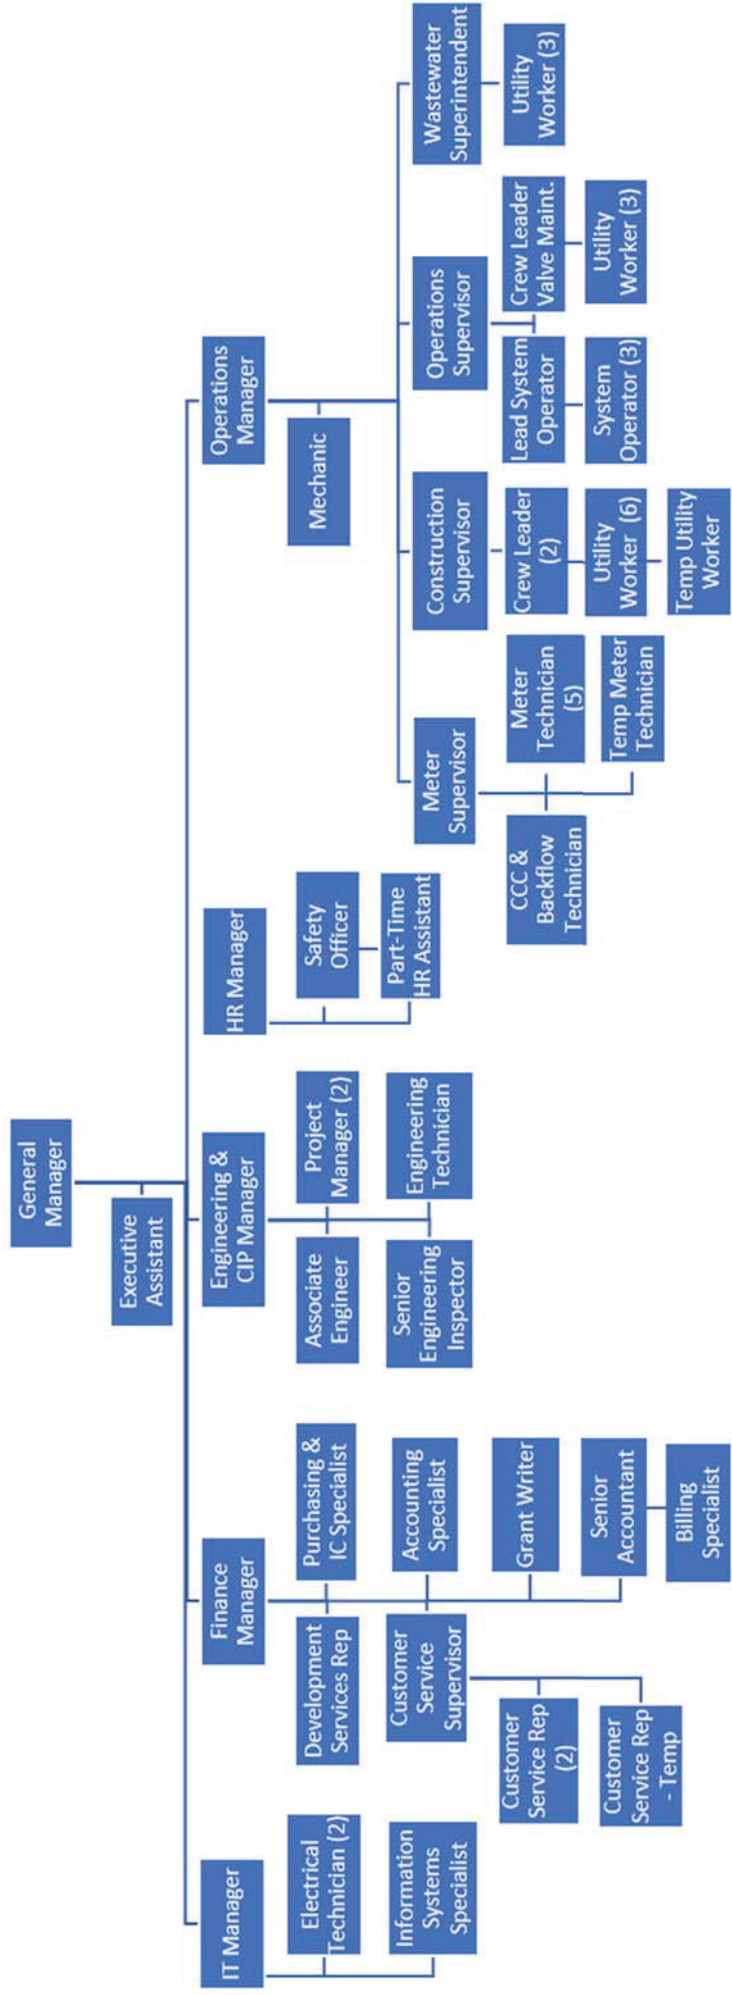 General
Manager
Executive
Assistant
IT Manager
Electrical
Technician (2)
Information
Systems
Specialist
Finance
Manager
Development
Services Rep
Purchasing &
IC Specialist
Customer
Service
Supervisor
Accounting
Specialist
Customer
Service Rep
(2)
Customer
Service Rep
- Temp
Grant Writer
Senior
Accountant
Billing
Specialist
Engineering &
CIP Manager
Associate
Engineer
Project
Manager (2)
Senior
Engineering
Inspector
Engineering
Technician
HR Manager
Safety
Officer
Part-Time
HR Assistant
Operations
Manager
Mechanic
Meter
Supervisor
CCC &
Backflow
Technician
Meter
Technician
(5)
Temp Meter
Technician
Construction
Supervisor
Crew Leader
(2)
Utility
Worker (6)
Temp Utility
Worker
Operations
Supervisor
Lead System
Operator
System
Operator (3)
Crew Leader
Valve Maint.
Utility
Worker (3)
Wastewater
Superintendent
Utility
Worker (3)